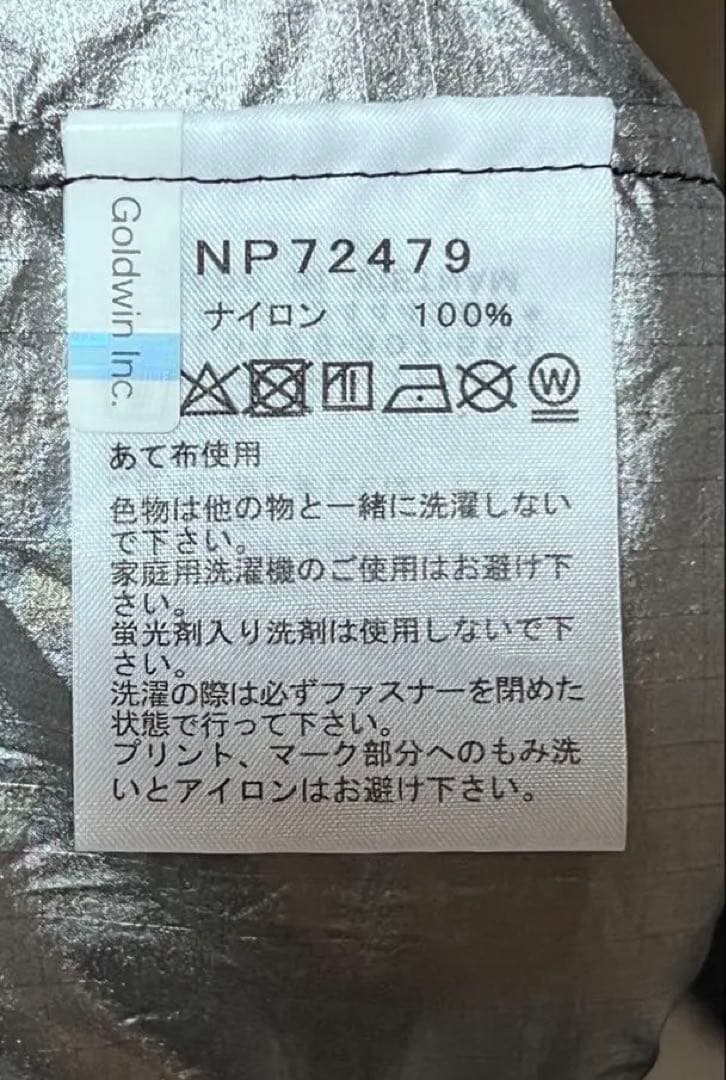 Goldwin Inc.
NP72479
ナイロン 100%
W
あて布使用
色物は他の物と一緒に洗濯しない
で下さい。
家庭用洗濯機のご使用はお避け下
さい。
蛍光剤入り洗剤は使用しないで下
さい。
洗濯の際は必ずファスナーを閉めた
状態で行って下さい。
プリント、マーク部分へのもみ洗
いとアイロンはお避け下さい。